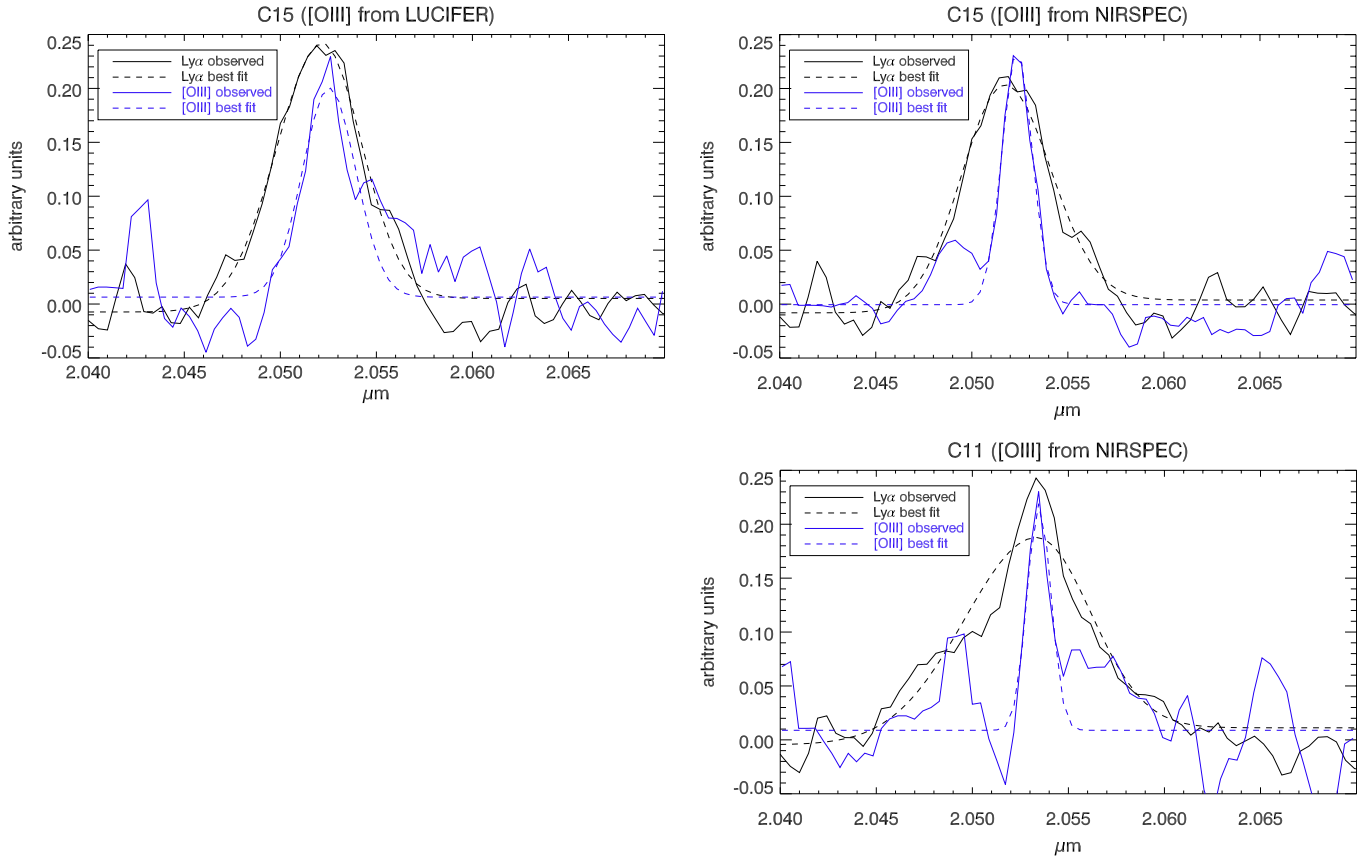 C15 ([OIII] from LUCIFER)
0.25
0.20
0.15
0.10
0.05
0.00
-0.05
arbitrary units
Lyα observed
Lyα best fit
[OIII] observed
[OIII] best fit
2.040 2.045 2.050 2.055 2.060 2.065
μm
C15 ([OIII] from NIRSPEC)
0.25
0.20
0.15
0.10
0.05
0.00
-0.05
arbitrary units
Lyα observed
Lyα best fit
[OIII] observed
[OIII] best fit
2.040 2.045 2.050 2.055 2.060 2.065
μm
C11 ([OIII] from NIRSPEC)
0.25
0.20
0.15
0.10
0.05
0.00
-0.05
arbitrary units
Lyα observed
Lyα best fit
[OIII] observed
[OIII] best fit
2.040 2.045 2.050 2.055 2.060 2.065
μm